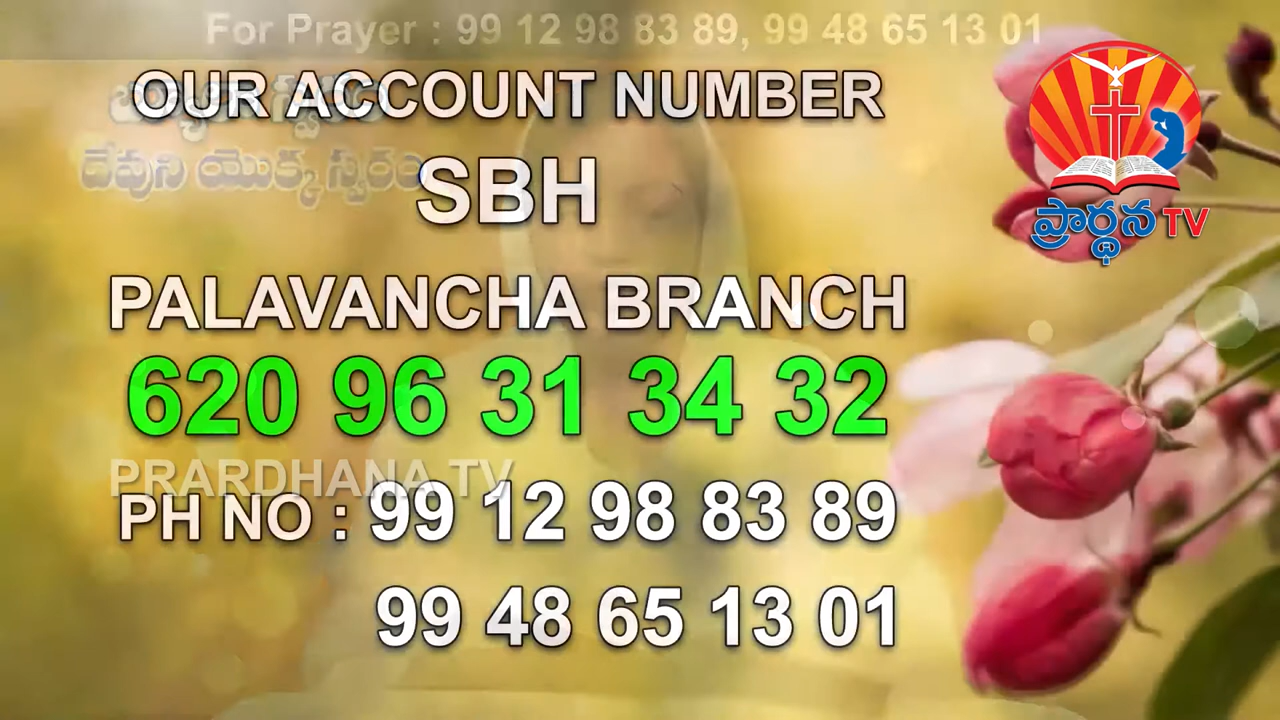 For Prayer : 99 12 98 83 89, 99 48 65 13 01
OUR ACCOUNT NUMBER
దేవుని యొక్క స్వరం
SBH
PALAVANCHA BRANCH
620 96 31 34 32
PRARDHANA TV
PH NO : 99 12 98 83 89
99 48 65 13 01
ప్రార్థన TV